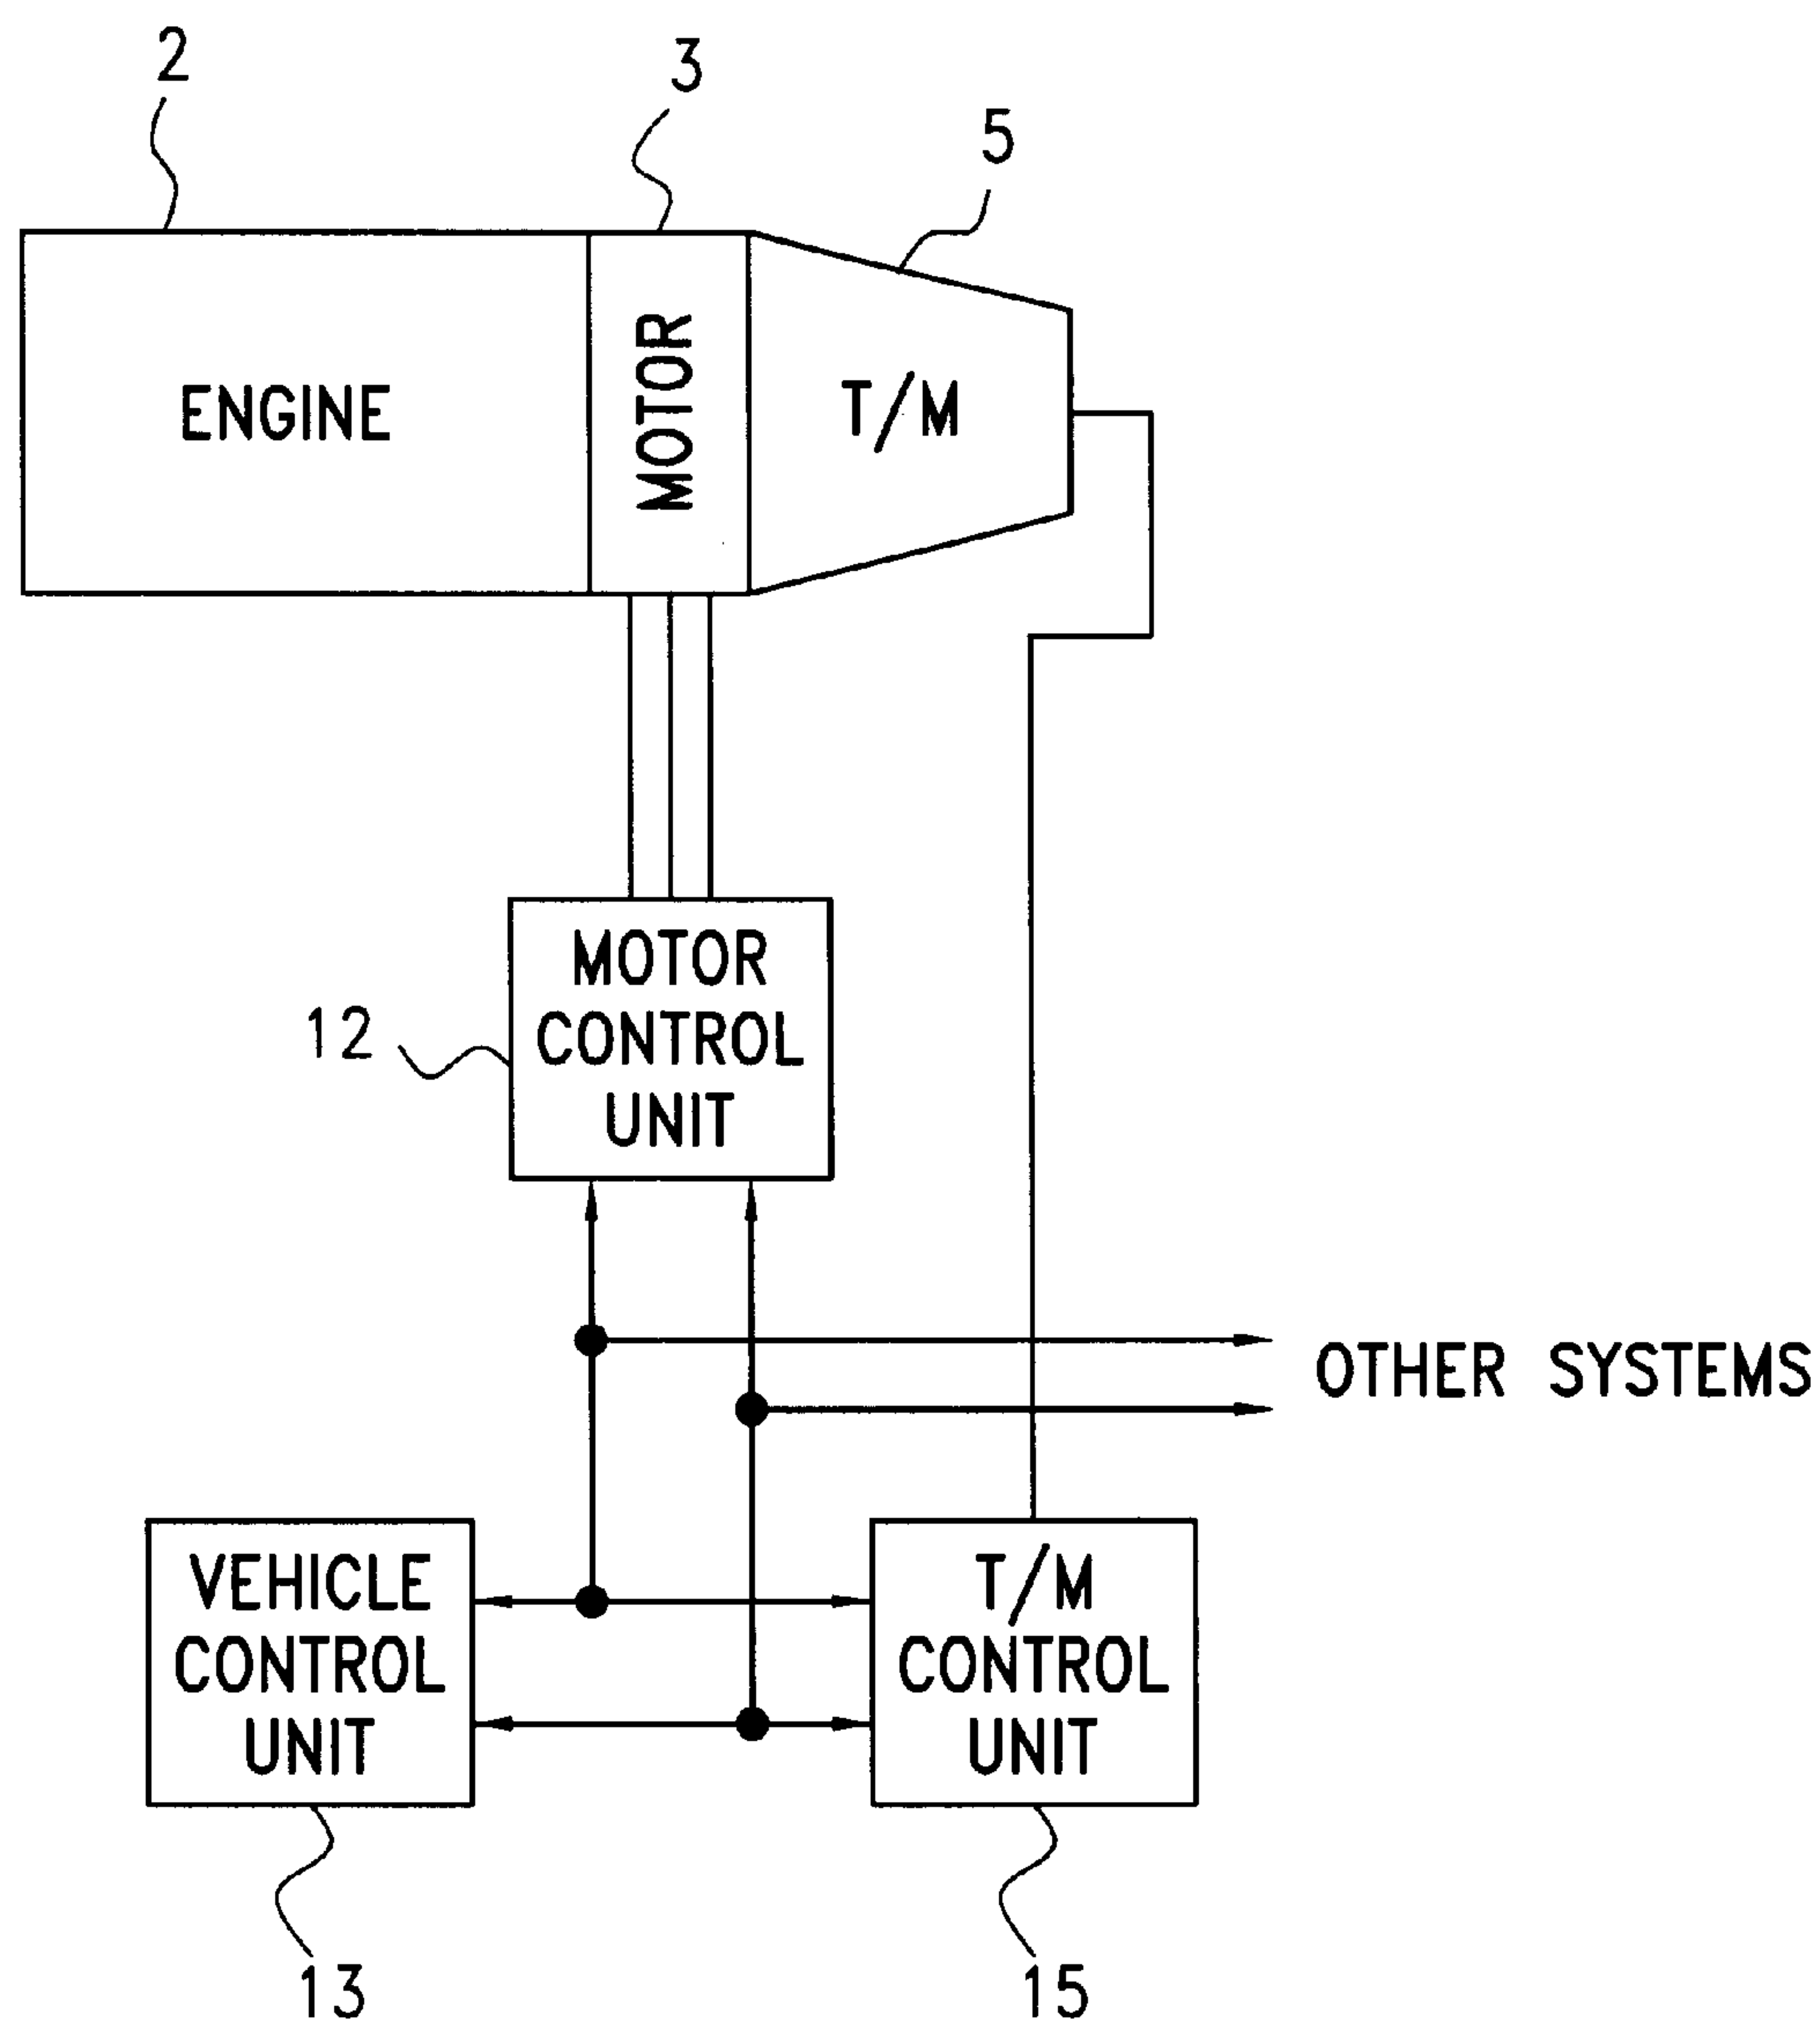 2
3
5
ENGINE
MOTOR
T/M
12
MOTOR
CONTROL
UNIT
OTHER SYSTEMS
VEHICLE
CONTROL
UNIT
T/M
CONTROL
UNIT
13
15